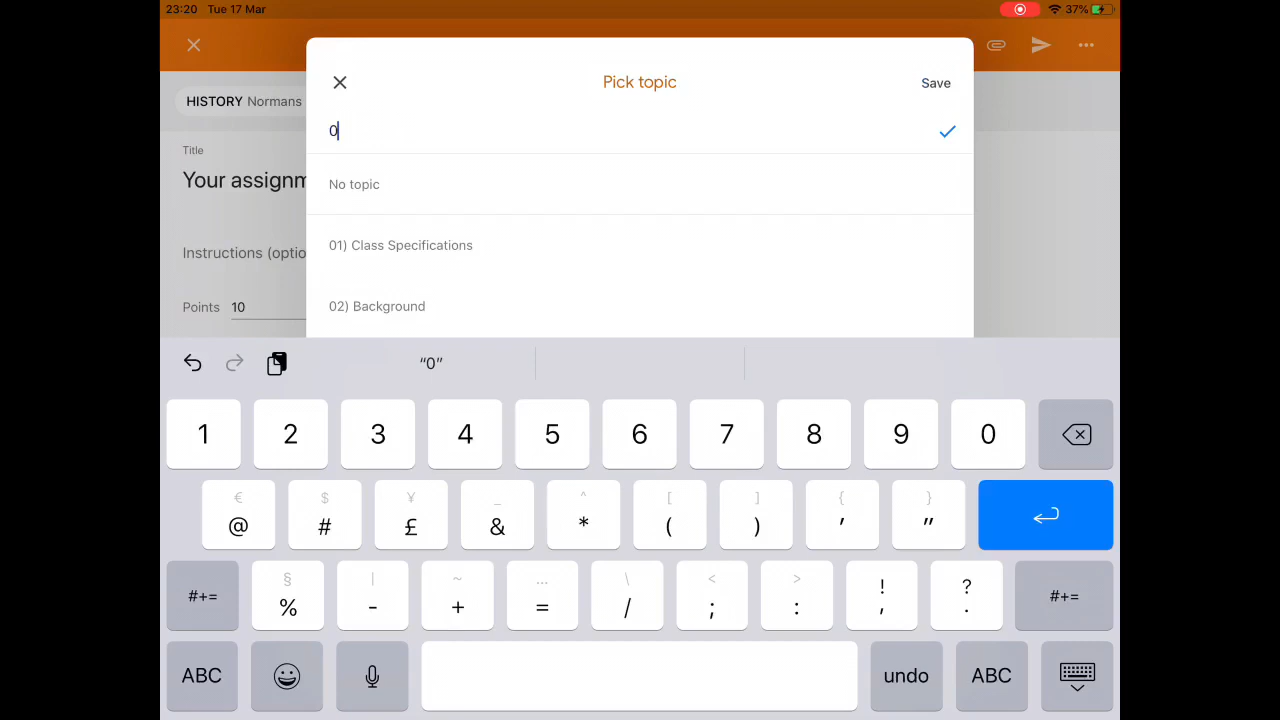 23:20 Tue 17 Mar
37%
Pick topic
Save
HISTORY Normans
0
Title
No topic
Your assignm
01) Class Specifications
Instructions (optio
02) Background
Points 10
“0”
1 2 3 4 5 6 7 8 9 0
€ $ ¥ _ ^ [ ] { }
@ # £ & * ( ) ' "
§ | ~ … \ < > ! ?
#+= % - + = / ; : , . #+=
ABC undo ABC